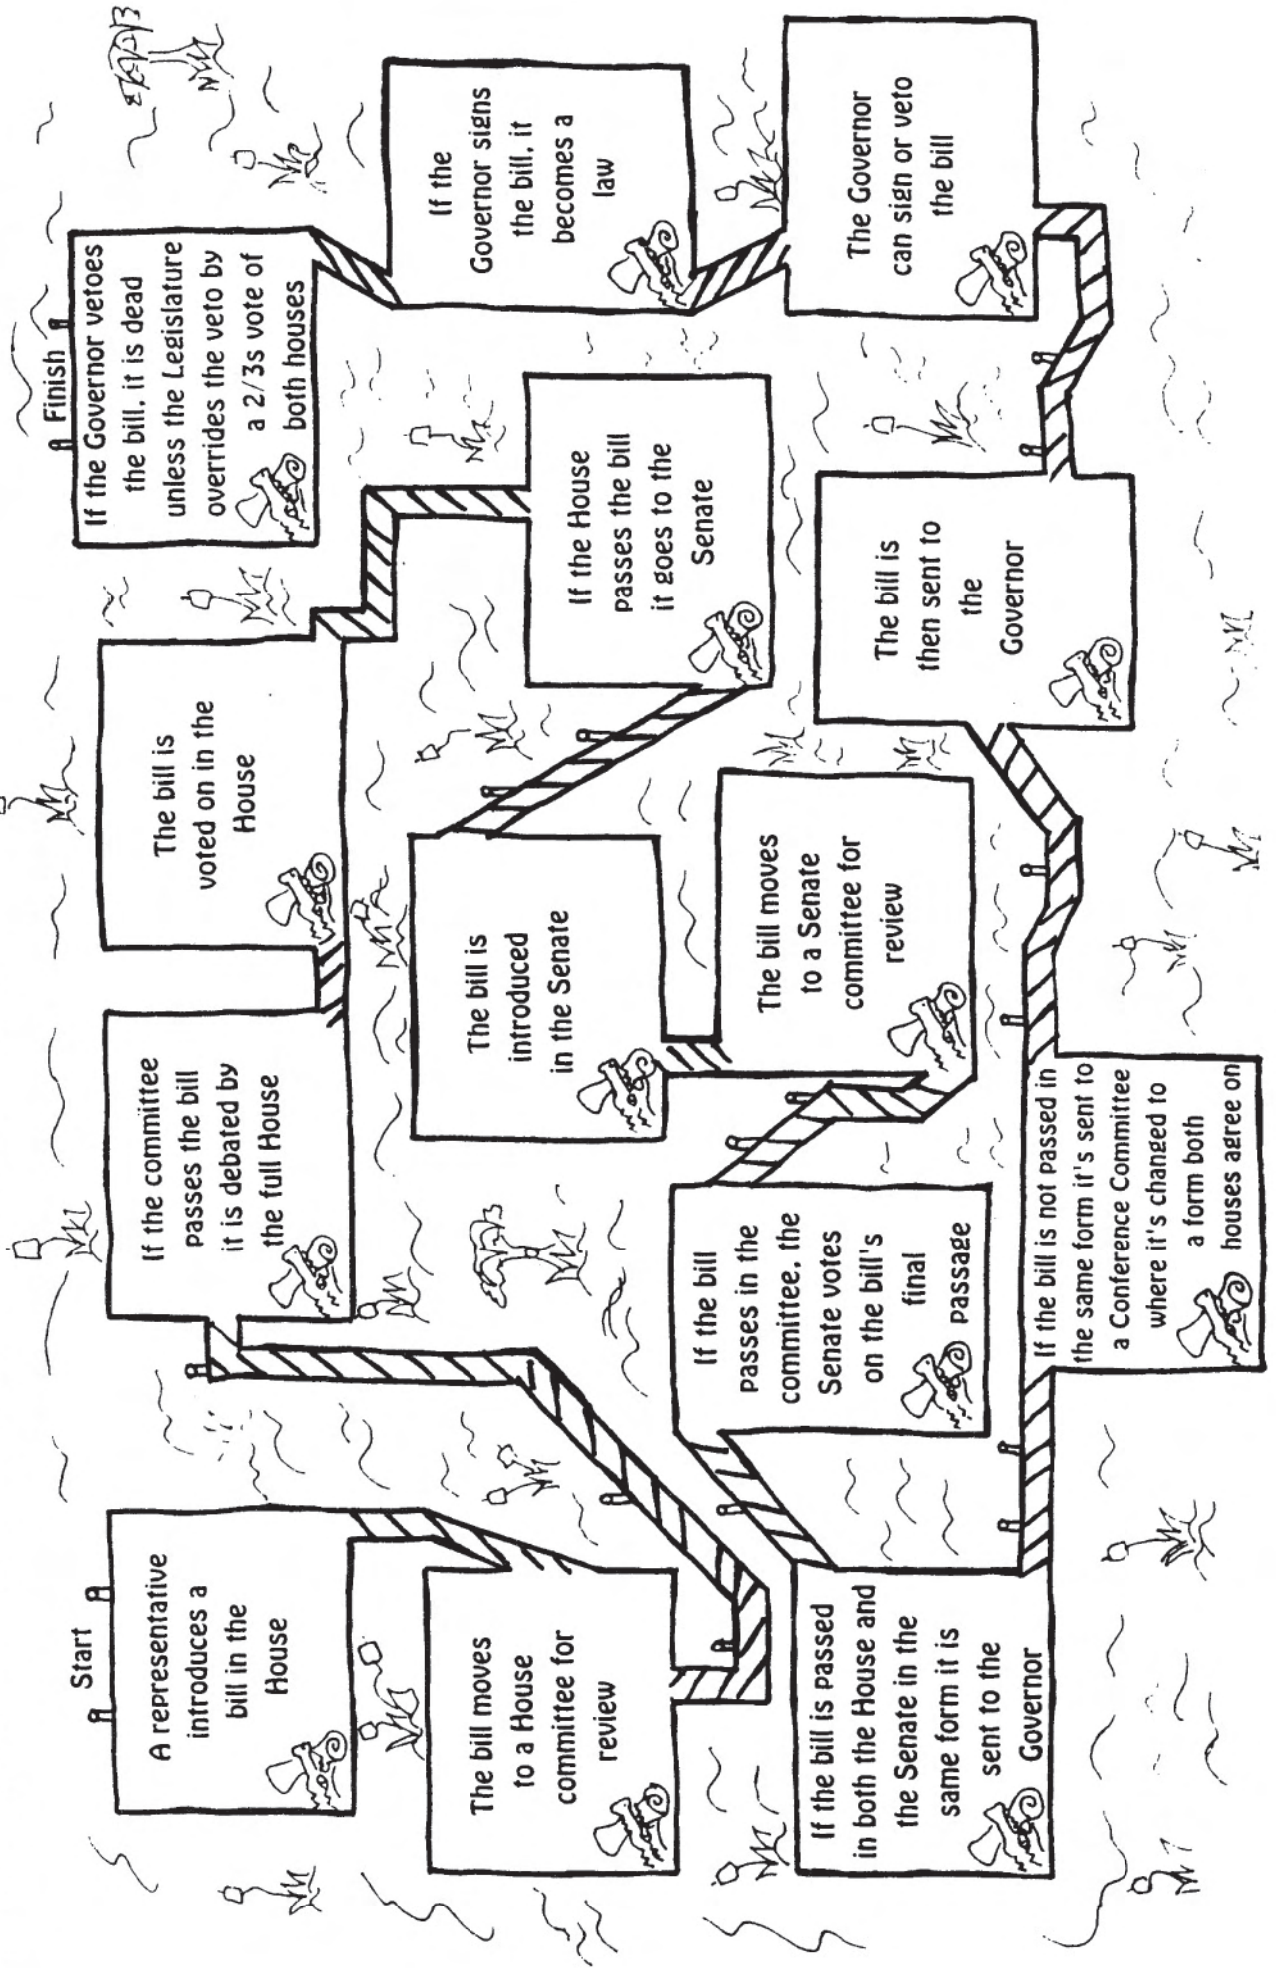 Start
A representative
introduces a
bill in the
House
The bill moves
to a House
committee for
review
If the committee
passes the bill
it is debated by
the full House
The bill is
voted on in the
House
If the House
passes the bill
it goes to the
Senate
The bill is
introduced
in the Senate
The bill moves
to a Senate
committee for
review
If the bill
passes in the
committee, the
Senate votes
on the bill's
final
passage
If the bill is passed
in both the House and
the Senate in the
same form it is
sent to the
Governor
If the bill is not passed in
the same form it's sent to
a Conference Committee
where it's changed to
a form both
houses agree on
The bill is
then sent to
the
Governor
The Governor
can sign or veto
the bill
If the
Governor signs
the bill, it
becomes a
law
Finish
If the Governor vetoes
the bill, it is dead
unless the Legislature
overrides the veto by
a 2/3s vote of
both houses